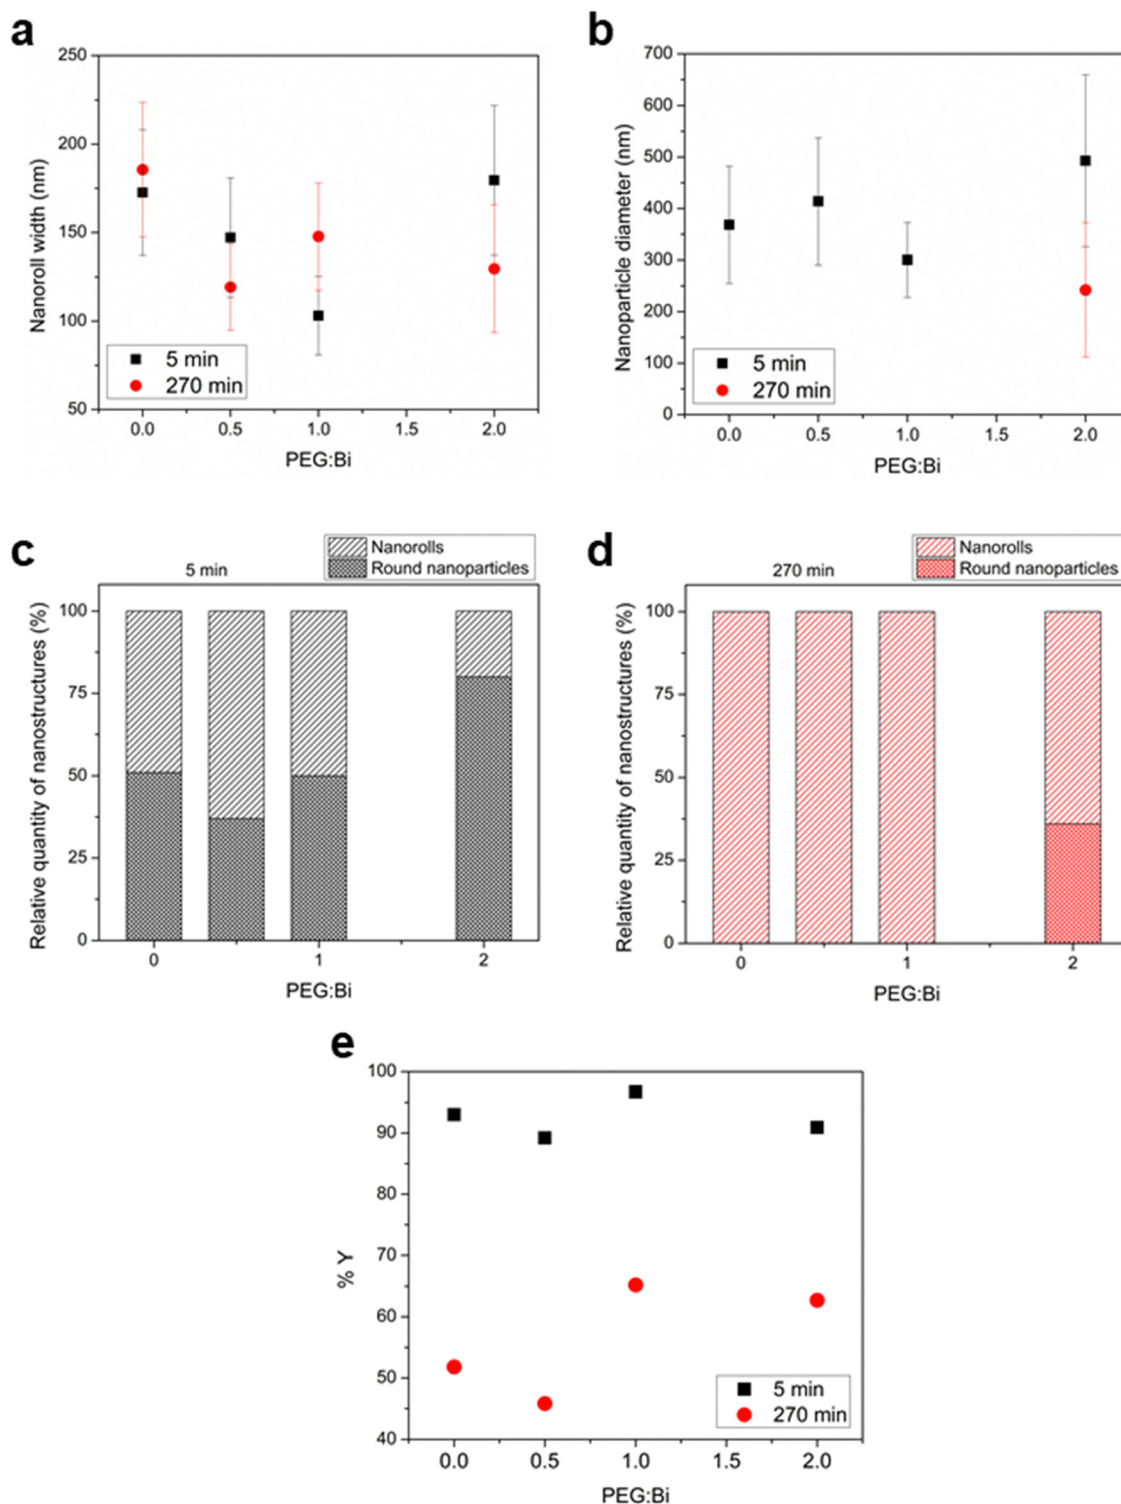 a
250
200
150
100
50
Nanoroll width (nm)
5 min
270 min
0.0
0.5
1.0
1.5
2.0
PEG:Bi
b
700
600
500
400
300
200
100
0
Nanoparticle diameter (nm)
5 min
270 min
0.0
0.5
1.0
1.5
2.0
PEG:Bi
c
Nanorolls
Round nanoparticles
5 min
100
75
50
25
0
Relative quantity of nanostructures (%)
0
1
2
PEG:Bi
d
Nanorolls
Round nanoparticles
270 min
100
75
50
25
0
Relative quantity of nanostructures (%)
0
1
2
PEG:Bi
e
100
90
80
70
60
50
40
% Y
5 min
270 min
0.0
0.5
1.0
1.5
2.0
PEG:Bi